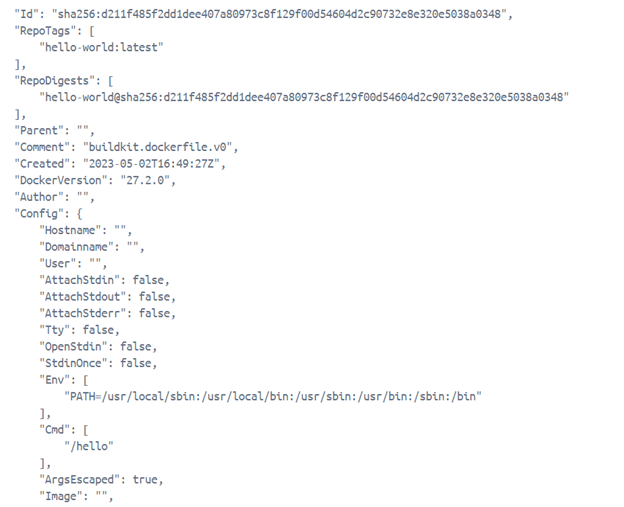 "Id": "sha256:d211f485f2dd1dee407a80973c8f129f00d54604d2c90732e8e320e5038a0348",
"RepoTags": [
"hello-world:latest"
],
"RepoDigests": [
"hello-world@sha256:d211f485f2dd1dee407a80973c8f129f00d54604d2c90732e8e320e5038a0348"
],
"Parent": "",
"Comment": "buildkit.dockerfile.v0",
"Created": "2023-05-02T16:49:27Z",
"DockerVersion": "27.2.0",
"Author": "",
"Config": {
"Hostname": "",
"Domainname": "",
"User": "",
"AttachStdin": false,
"AttachStdout": false,
"AttachStderr": false,
"Tty": false,
"OpenStdin": false,
"StdinOnce": false,
"Env": [
"PATH=/usr/local/sbin:/usr/local/bin:/usr/sbin:/usr/bin:/sbin:/bin"
],
"Cmd": [
"/hello"
],
"ArgsEscaped": true,
"Image": "",